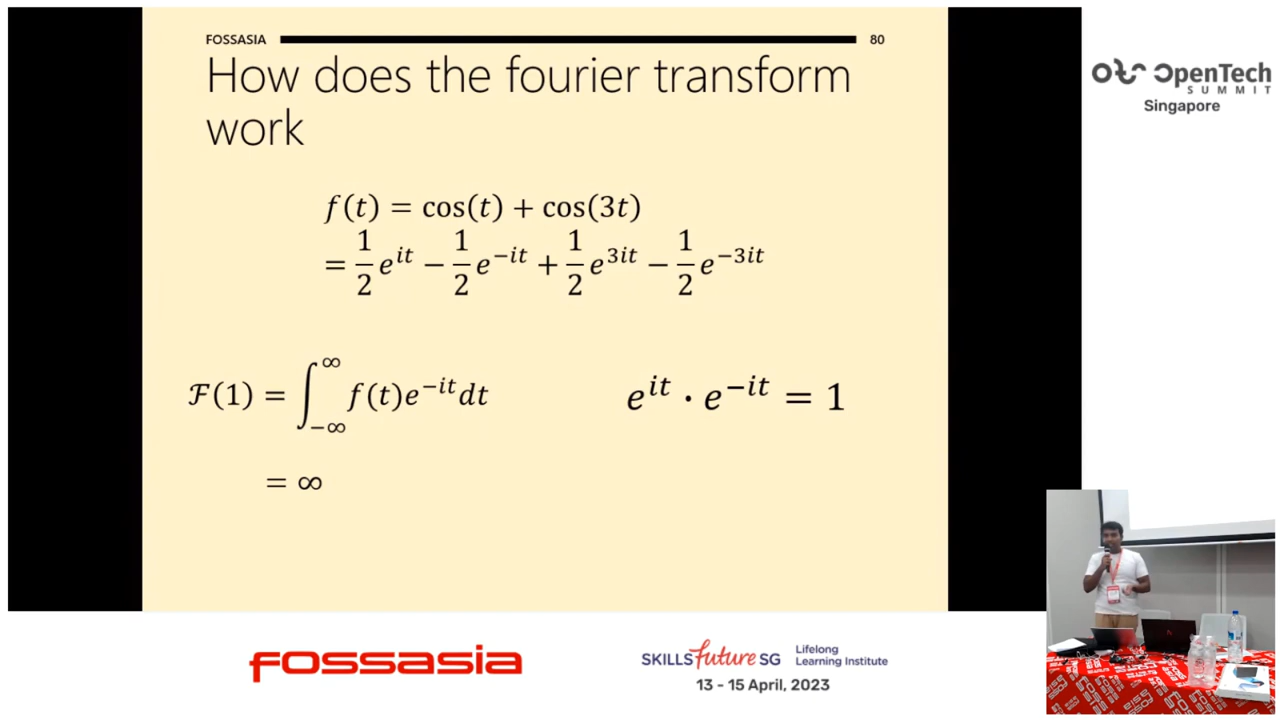 FOSSASIA 80
How does the fourier transform
work
f(t) = cos(t) + cos(3t)
= 1/2 e^{it} − 1/2 e^{−it} + 1/2 e^{3it} − 1/2 e^{−3it}
ℱ(1) = ∫_{−∞}^{∞} f(t)e^{−it}dt
e^{it} · e^{−it} = 1
= ∞
OpenTech
SUMMIT
Singapore
FOSSASIA
SKILLS future SG
Lifelong
Learning Institute
13 - 15 April, 2023